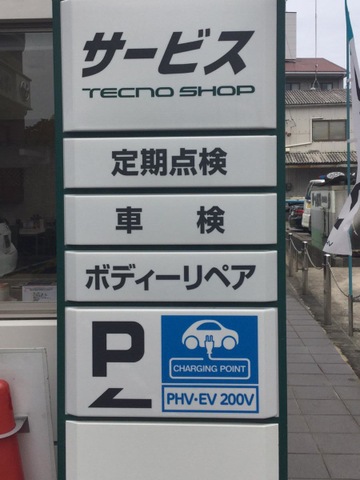 サービス
TECNO SHOP
定期点検
車 検
ボディーリペア
P
CHARGING POINT
PHV・EV 200V